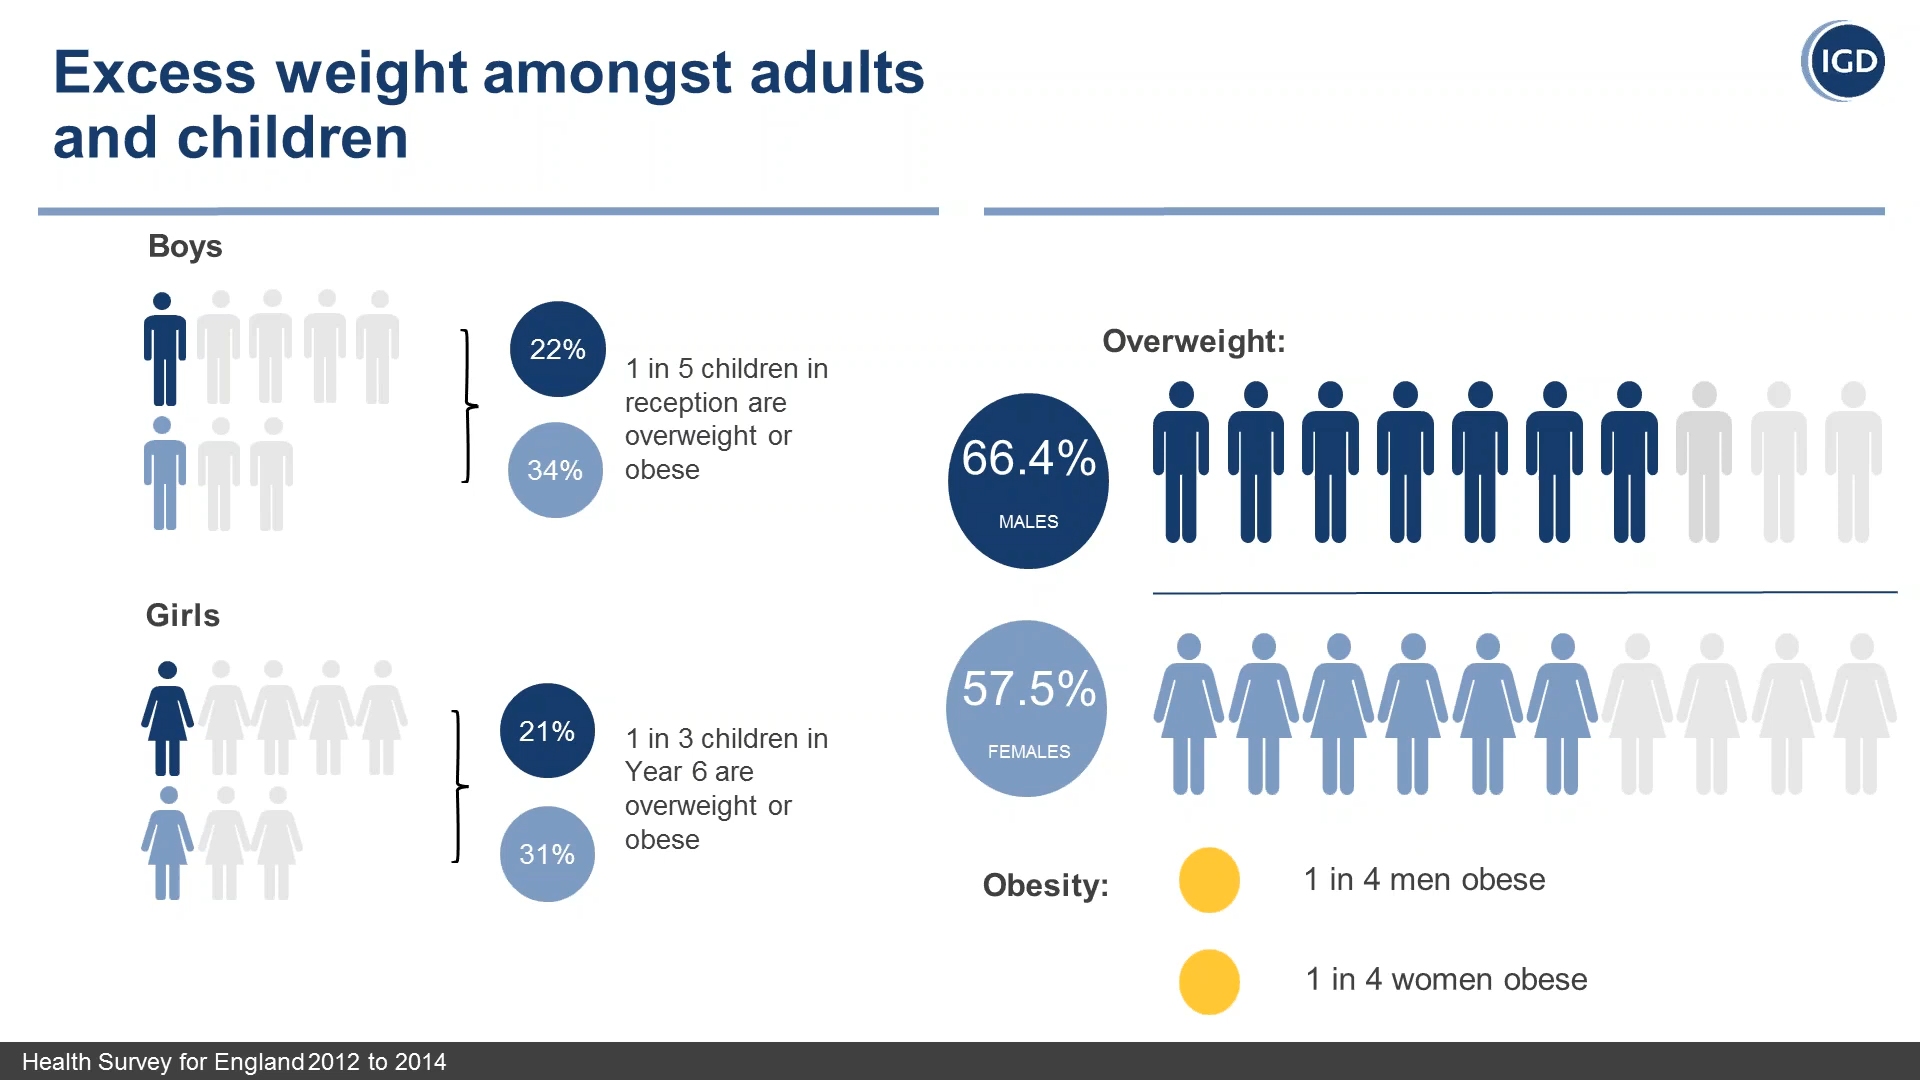 Excess weight amongst adults
and children
IGD
Boys
22%
34%
1 in 5 children in
reception are
overweight or
obese
Girls
21%
31%
1 in 3 children in
Year 6 are
overweight or
obese
Overweight:
66.4%
MALES
57.5%
FEMALES
Obesity:
1 in 4 men obese
1 in 4 women obese
Health Survey for England 2012 to 2014